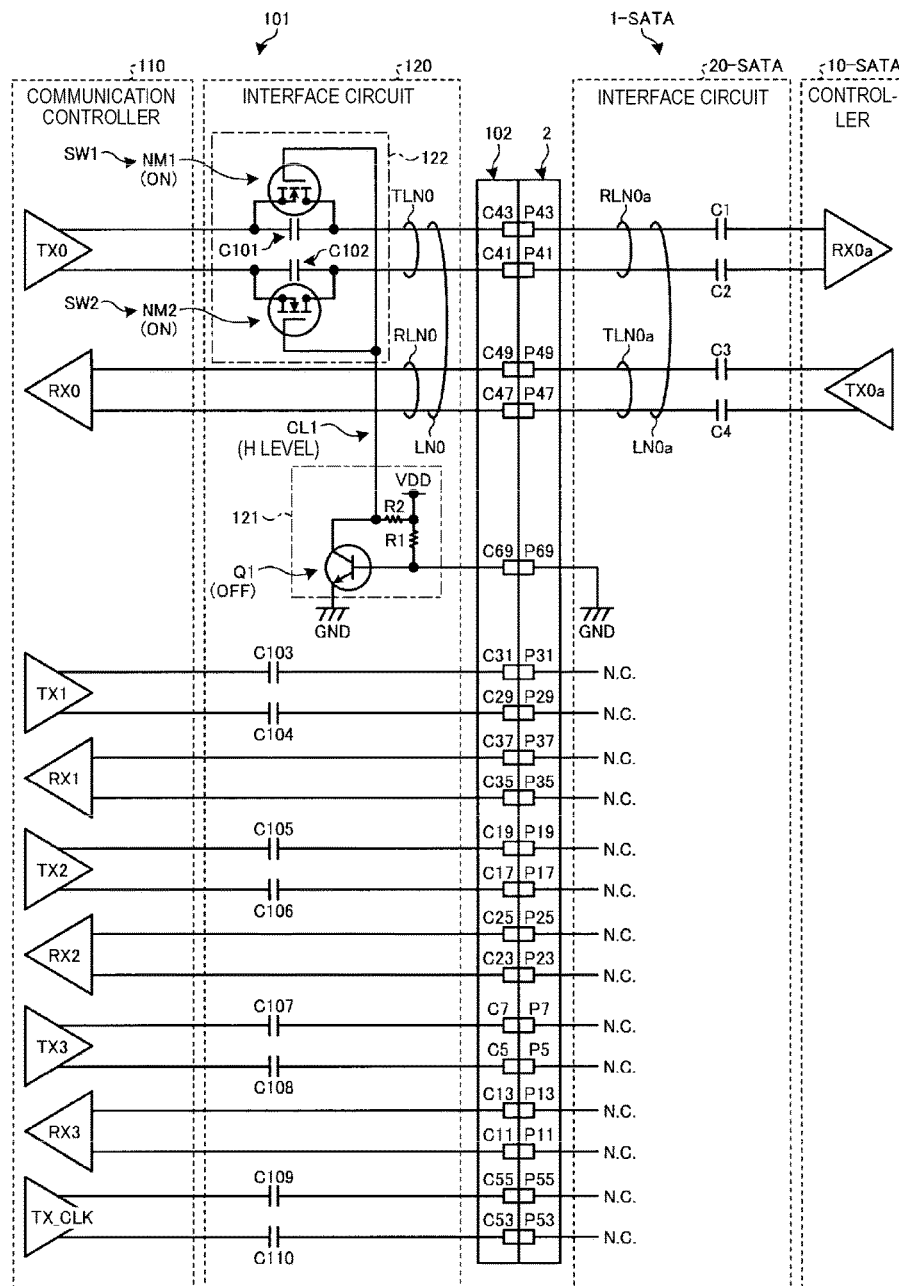 101
1-SATA
110
120
20-SATA
10-SATA
COMMUNICATION
CONTROLLER
INTERFACE CIRCUIT
INTERFACE CIRCUIT
CONTROL-
LER
SW1
NM1
(ON)
122
102
2
TLN0
RLN0a
C43 P43
C1
TX0
C101
C102
C41 P41
RX0a
C2
SW2
NM2
(ON)
RLN0
TLN0a
C49 P49
C3
RX0
C47 P47
TX0a
C4
CL1
(H LEVEL)
LN0
LN0a
VDD
121
R2
R1
C69 P69
Q1
(OFF)
GND
GND
C103
C31 P31
N.C.
TX1
C29 P29
N.C.
C104
C37 P37
N.C.
RX1
C35 P35
N.C.
C105
C19 P19
N.C.
TX2
C17 P17
N.C.
C106
C25 P25
N.C.
RX2
C23 P23
N.C.
C107
C7 P7
N.C.
TX3
C5 P5
N.C.
C108
C13 P13
N.C.
RX3
C11 P11
N.C.
C109
C55 P55
N.C.
TX_CLK
C53 P53
N.C.
C110